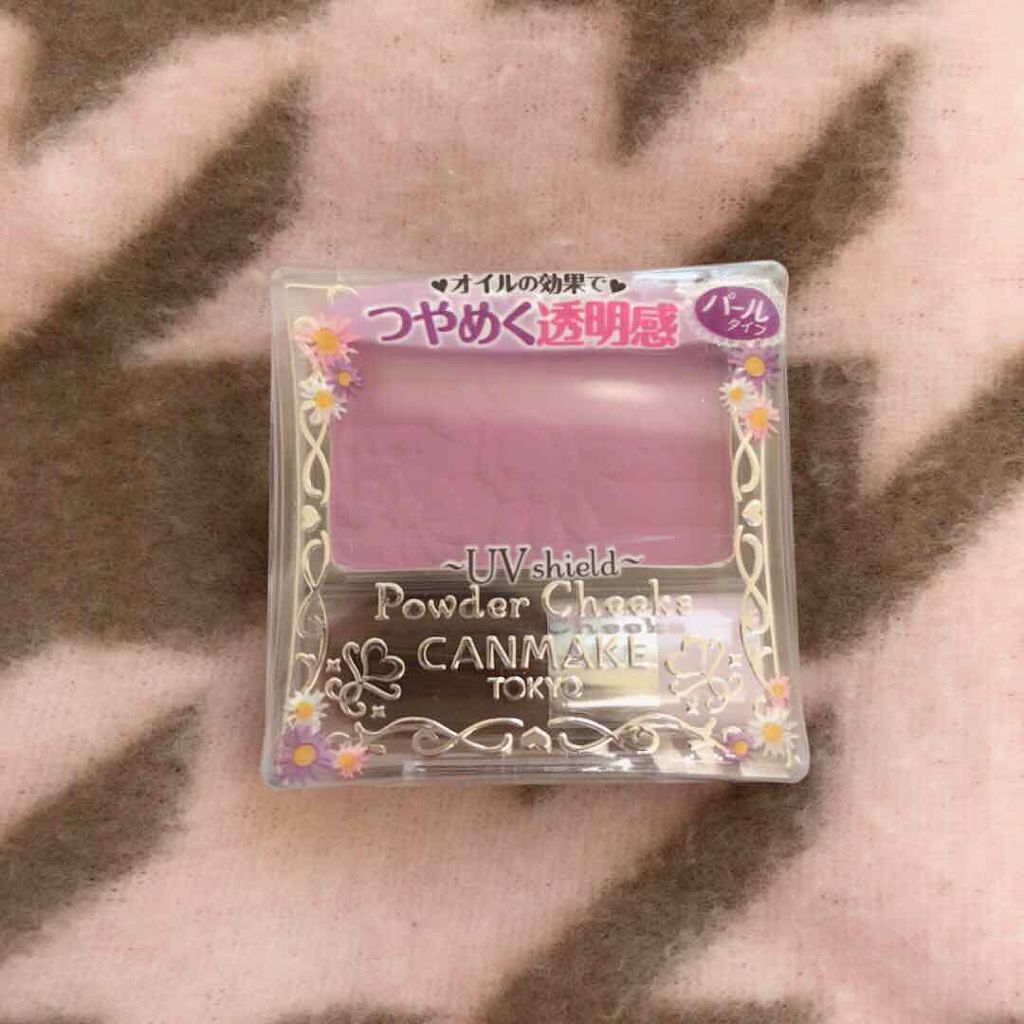 ♥オイルの効果で♥
つやめく透明感
パール
タイプ
~UV shield~
Powder Cheeks
CANMAKE
TOKYO